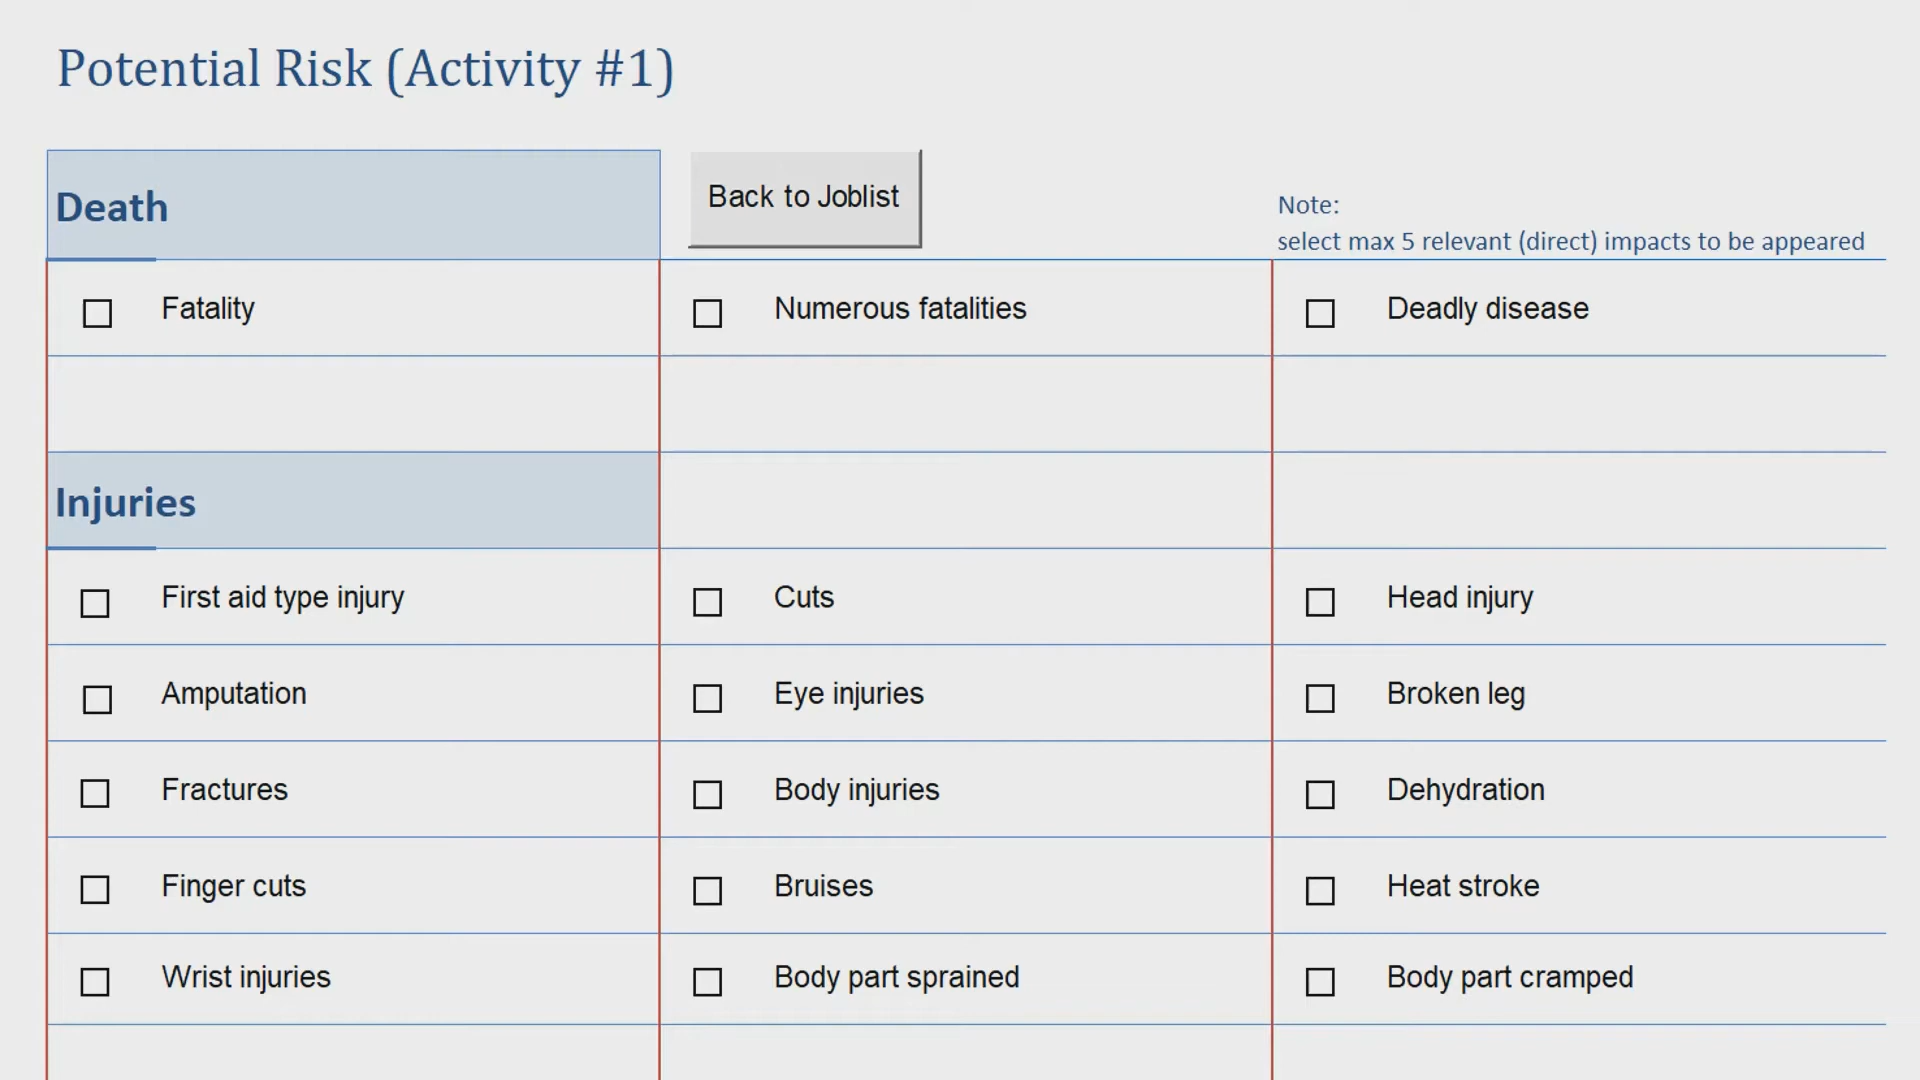 Potential Risk (Activity #1)
Death
Back to Joblist
Note:
select max 5 relevant (direct) impacts to be appeared
Fatality
Numerous fatalities
Deadly disease
Injuries
First aid type injury
Cuts
Head injury
Amputation
Eye injuries
Broken leg
Fractures
Body injuries
Dehydration
Finger cuts
Bruises
Heat stroke
Wrist injuries
Body part sprained
Body part cramped